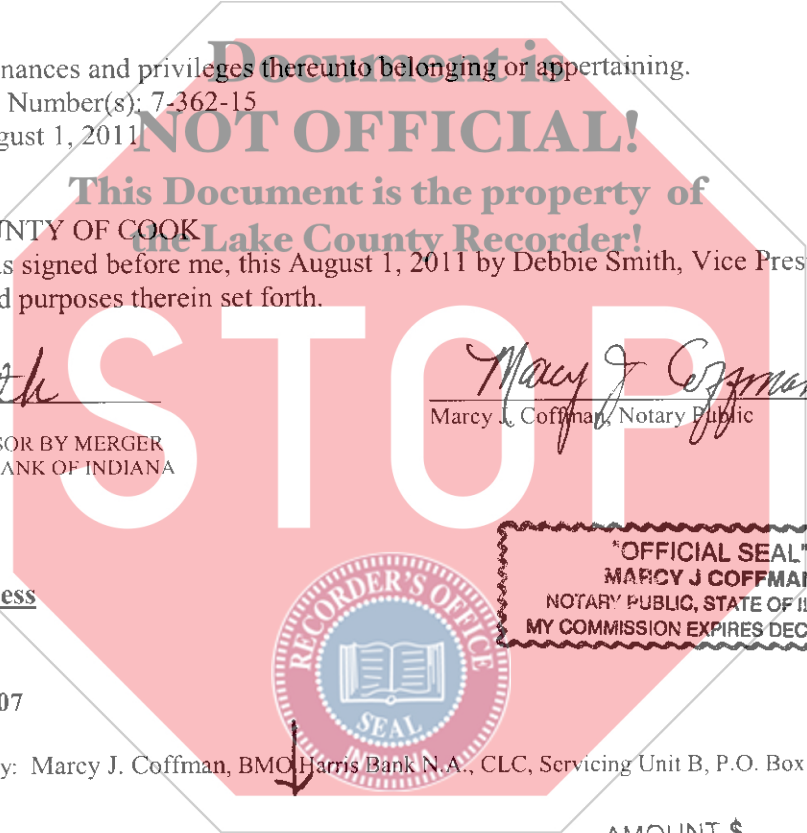 Document is
nances and privileges thereunto belonging or appertaining.
Number(s): 7-362-15
gust 1, 2011
NOT OFFICIAL!
This Document is the property of
NTY OF COOK
the Lake County Recorder!
s signed before me, this August 1, 2011 by Debbie Smith, Vice Pres
d purposes therein set forth.
STOP
th
Marcy J Coffman
Marcy J. Coffman, Notary Public
SOR BY MERGER
ANK OF INDIANA
"OFFICIAL SEAL"
MARCY J COFFMAN
NOTARY PUBLIC, STATE OF IL
MY COMMISSION EXPIRES DEC
ess
RECORDER'S OFFICE
SEAL
INDIANA
07
y: Marcy J. Coffman, BMO Harris Bank N.A., CLC, Servicing Unit B, P.O. Box
AMOUNT $